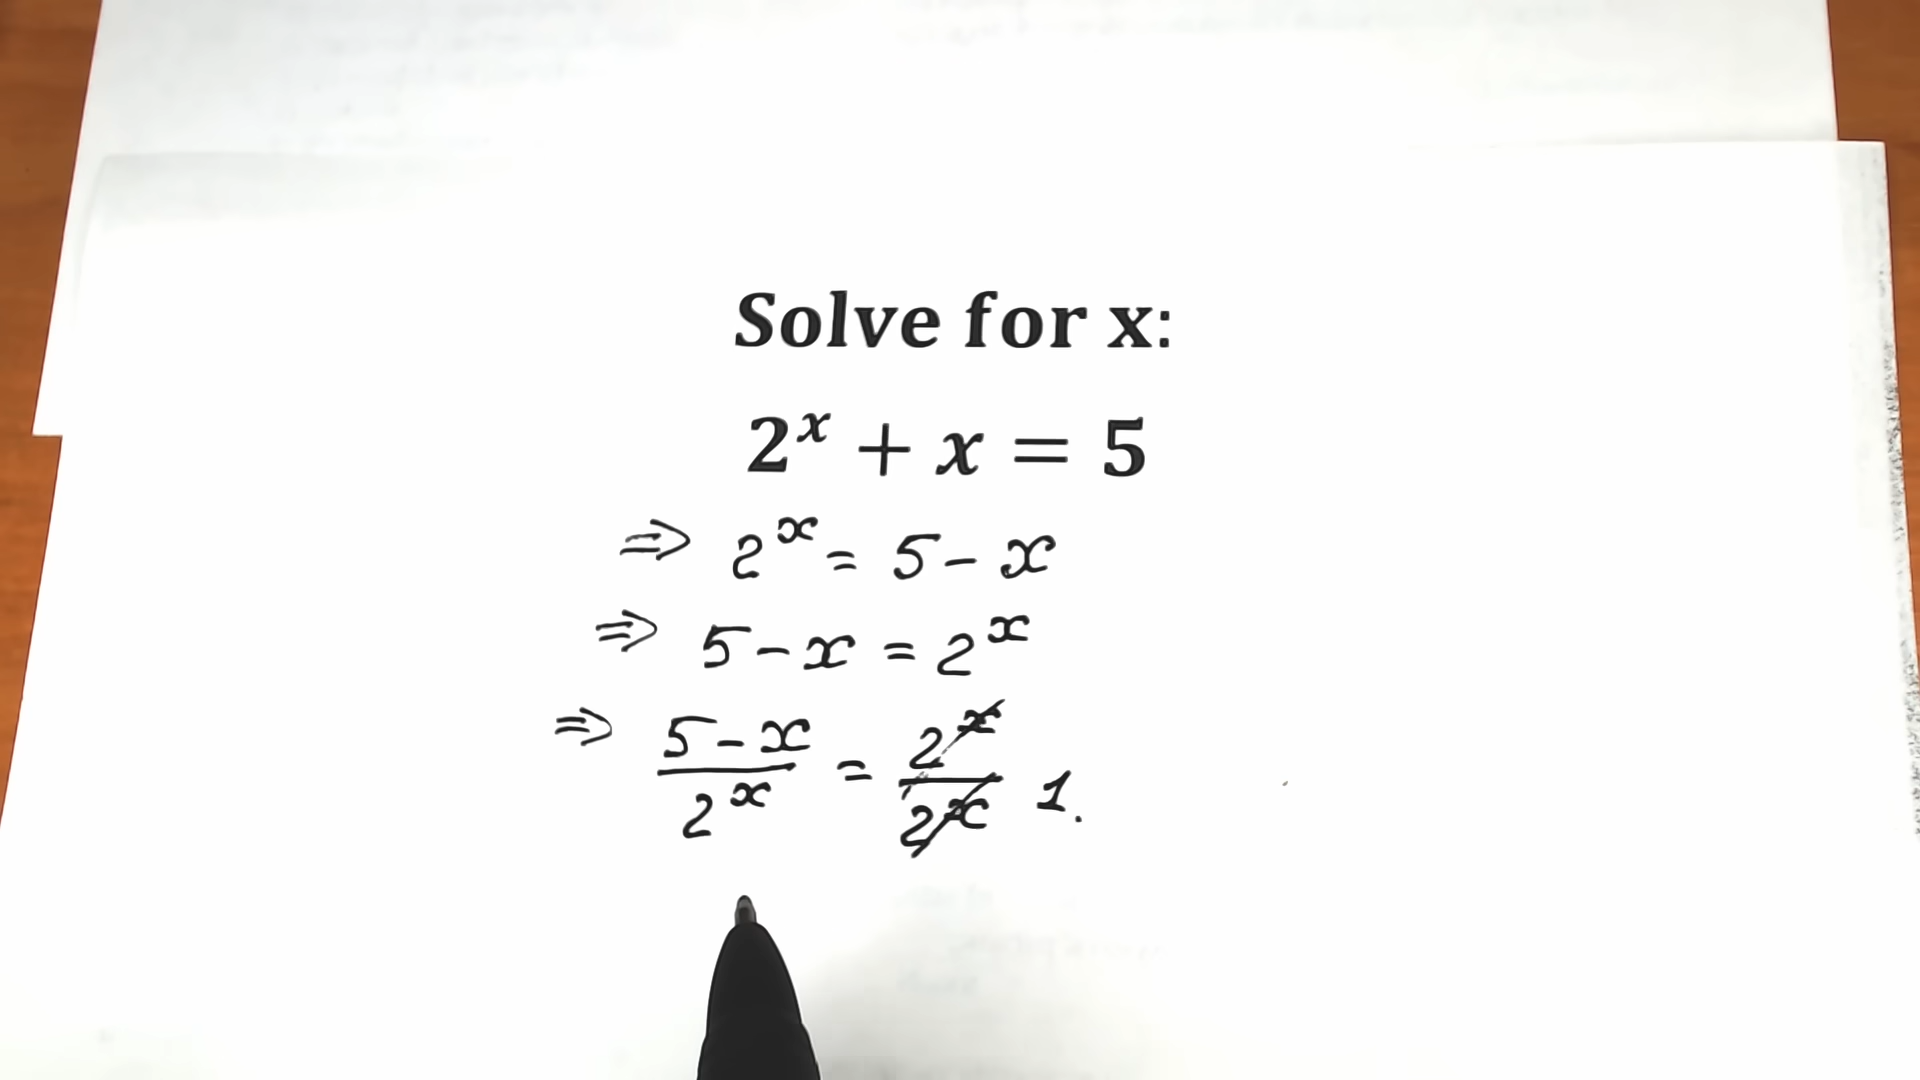 Solve for x:
2^x + x = 5
⇒ 2^x = 5 - x
⇒ 5 - x = 2^x
⇒ (5 - x)/(2^x) = (2^x)/(2^x) 1.